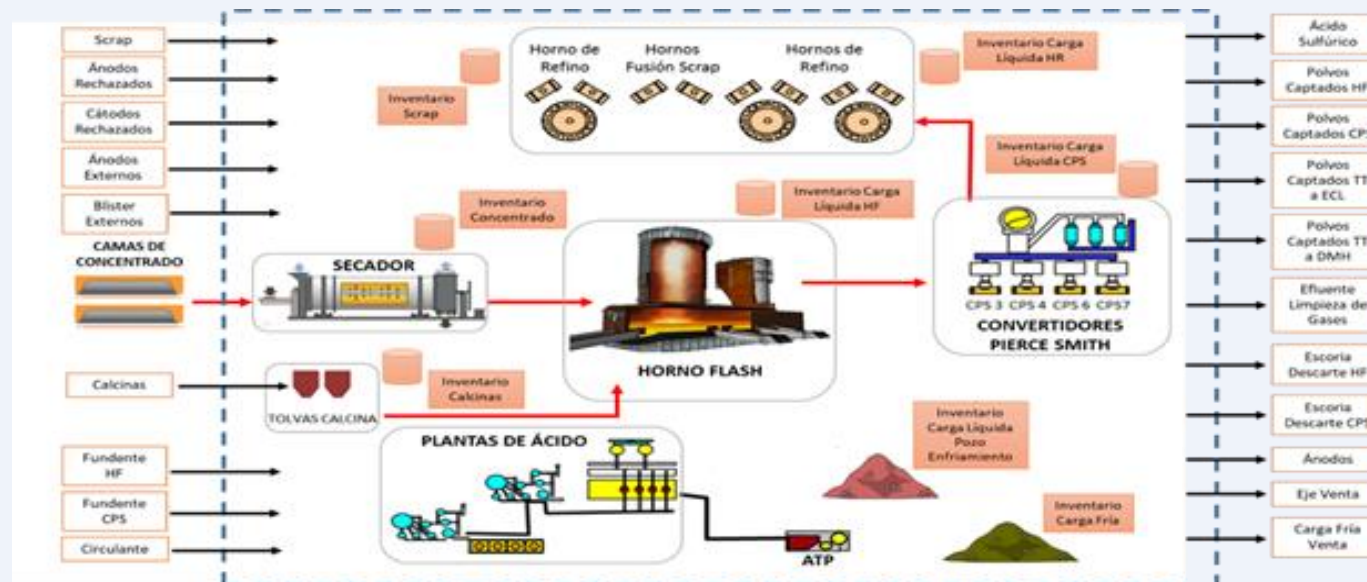 Scrap
Ánodos
Rechazados
Cátodos
Rechazados
Ánodos
Externos
Blister
Externos
CAMAS DE
CONCENTRADO
Calcinas
Fundente
HF
Fundente
CPS
Circulante
Horno de
Refino
Hornos
Fusión Scrap
Hornos de
Refino
Inventario
Scrap
Inventario Carga
Líquida HR
Inventario Carga
Líquida CPS
Inventario
Concentrado
Inventario Carga
Líquida HF
SECADOR
HORNO FLASH
CPS 3 CPS 4 CPS 6 CPS7
CONVERTIDORES
PIERCE SMITH
TOLVAS CALCINA
Inventario
Calcinas
PLANTAS DE ÁCIDO
ATP
Inventario
Carga Líquida
Pozo
Enfriamiento
Inventario
Carga Fría
Ácido
Sulfúrico
Polvos
Captados HF
Polvos
Captados CPS
Polvos
Captados TT
a ECL
Polvos
Captados TT
a DMH
Efluente
Limpieza de
Gases
Escoria
Descarte HF
Escoria
Descarte CPS
Ánodos
Eje Venta
Carga Fría
Venta